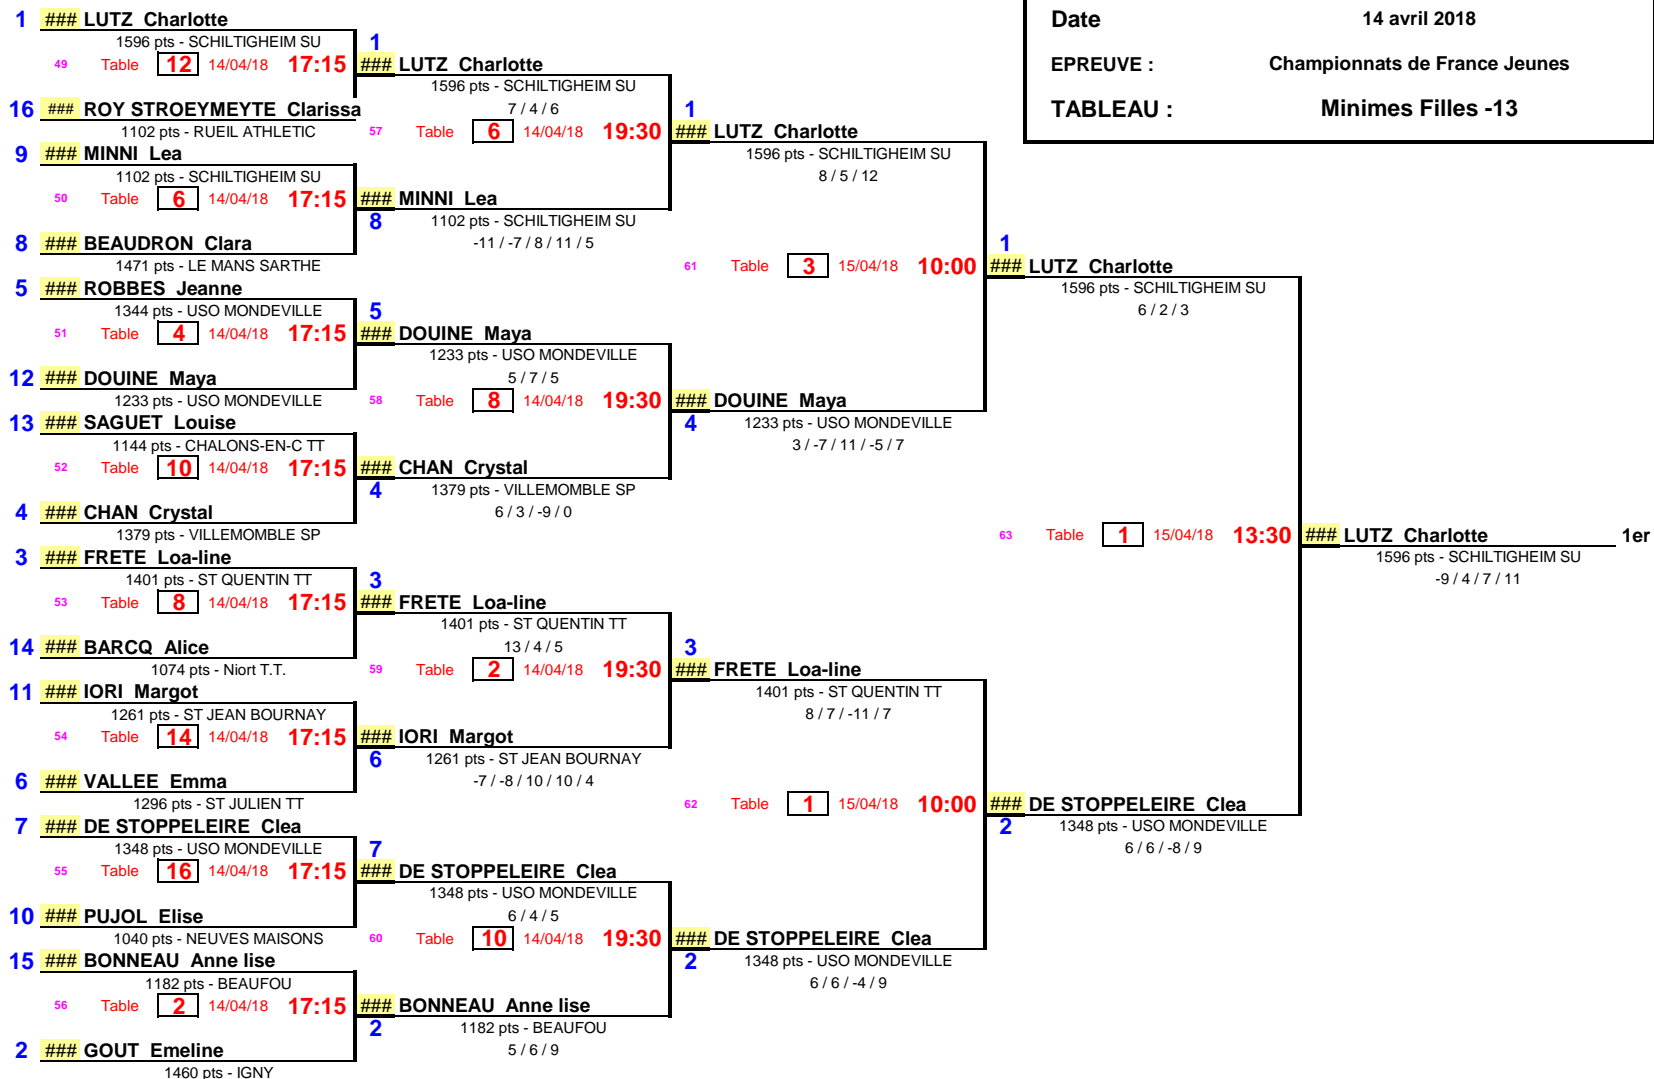 Date 14 avril 2018
EPREUVE : Championnats de France Jeunes
TABLEAU : Minimes Filles -13
1 ### LUTZ Charlotte
1596 pts - SCHILTIGHEIM SU
49 Table 12 14/04/18 17:15
16 ### ROY STROEYMEYTE Clarissa
1102 pts - RUEIL ATHLETIC
9 ### MINNI Lea
1102 pts - SCHILTIGHEIM SU
50 Table 6 14/04/18 17:15
8 ### BEAUDRON Clara
1471 pts - LE MANS SARTHE
5 ### ROBBES Jeanne
1344 pts - USO MONDEVILLE
51 Table 4 14/04/18 17:15
12 ### DOUINE Maya
1233 pts - USO MONDEVILLE
13 ### SAGUET Louise
1144 pts - CHALONS-EN-C TT
52 Table 10 14/04/18 17:15
4 ### CHAN Crystal
1379 pts - VILLEMOMBLE SP
3 ### FRETE Loa-line
1401 pts - ST QUENTIN TT
53 Table 8 14/04/18 17:15
14 ### BARCQ Alice
1074 pts - Niort T.T.
11 ### IORI Margot
1261 pts - ST JEAN BOURNAY
54 Table 14 14/04/18 17:15
6 ### VALLEE Emma
1296 pts - ST JULIEN TT
7 ### DE STOPPELEIRE Clea
1348 pts - USO MONDEVILLE
55 Table 16 14/04/18 17:15
10 ### PUJOL Elise
1040 pts - NEUVES MAISONS
15 ### BONNEAU Anne lise
1182 pts - BEAUFOU
56 Table 2 14/04/18 17:15
2 ### GOUT Emeline
1460 pts - IGNY
1
### LUTZ Charlotte
1596 pts - SCHILTIGHEIM SU
7 / 4 / 6
57 Table 6 14/04/18 19:30
### MINNI Lea
8
1102 pts - SCHILTIGHEIM SU
-11 / -7 / 8 / 11 / 5
5
### DOUINE Maya
1233 pts - USO MONDEVILLE
5 / 7 / 5
58 Table 8 14/04/18 19:30
### CHAN Crystal
4
1379 pts - VILLEMOMBLE SP
6 / 3 / -9 / 0
3
### FRETE Loa-line
1401 pts - ST QUENTIN TT
13 / 4 / 5
59 Table 2 14/04/18 19:30
### IORI Margot
6
1261 pts - ST JEAN BOURNAY
-7 / -8 / 10 / 10 / 4
7
### DE STOPPELEIRE Clea
1348 pts - USO MONDEVILLE
6 / 4 / 5
60 Table 10 14/04/18 19:30
### BONNEAU Anne lise
2
1182 pts - BEAUFOU
5 / 6 / 9
1
### LUTZ Charlotte
1596 pts - SCHILTIGHEIM SU
8 / 5 / 12
61 Table 3 15/04/18 10:00
### DOUINE Maya
4
1233 pts - USO MONDEVILLE
3 / -7 / 11 / -5 / 7
3
### FRETE Loa-line
1401 pts - ST QUENTIN TT
8 / 7 / -11 / 7
62 Table 1 15/04/18 10:00
### DE STOPPELEIRE Clea
2
1348 pts - USO MONDEVILLE
6 / 6 / -4 / 9
1
### LUTZ Charlotte
1596 pts - SCHILTIGHEIM SU
6 / 2 / 3
63 Table 1 15/04/18 13:30
### DE STOPPELEIRE Clea
2
1348 pts - USO MONDEVILLE
6 / 6 / -8 / 9
### LUTZ Charlotte 1er
1596 pts - SCHILTIGHEIM SU
-9 / 4 / 7 / 11